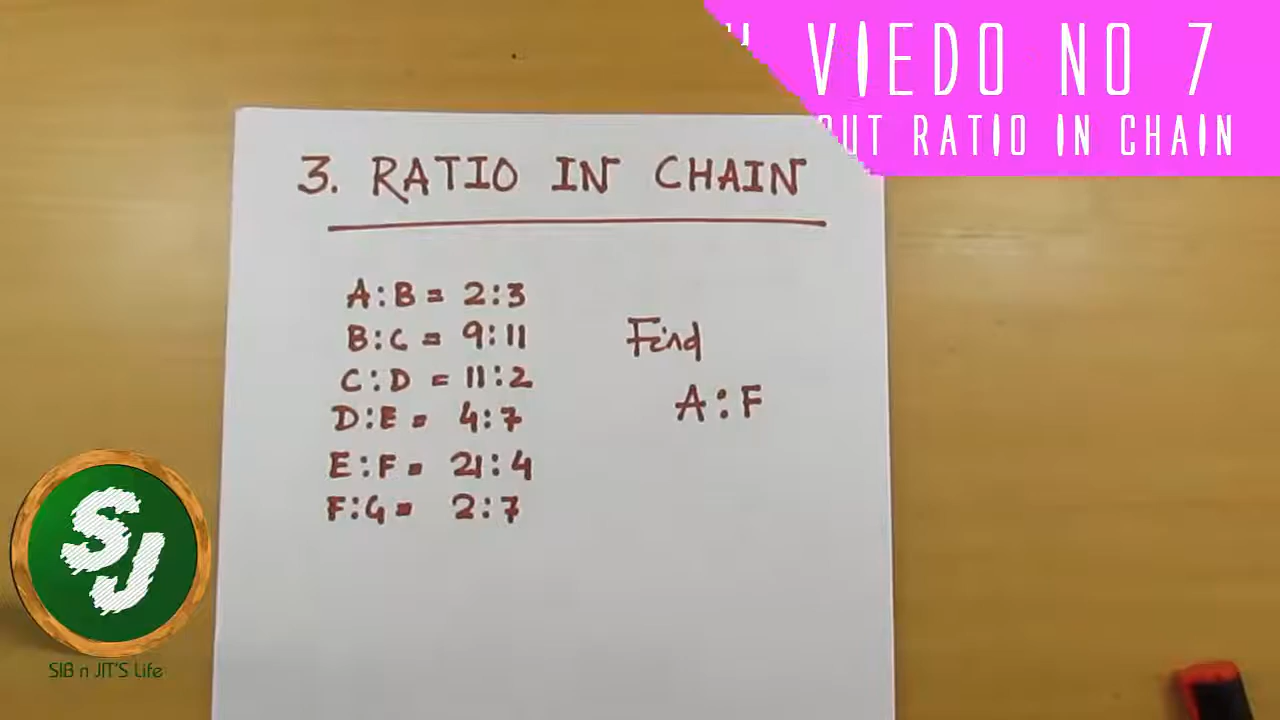 VIEDO NO 7
RATIO IN CHAIN
3. RATIO IN CHAIN
A:B = 2:3
B:C = 9:11
C:D = 11:2
D:E = 4:7
E:F = 21:4
F:G = 2:7
Find
A:F
SJ
SIB n JIT'S Life